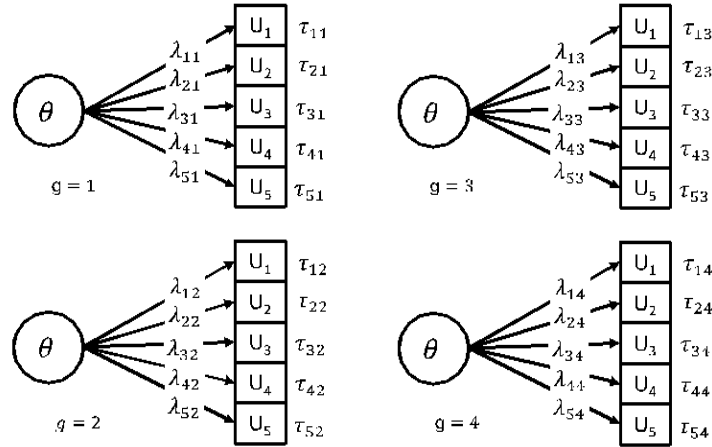 λ₁₁ U₁ τ₁₁
λ₂₁ U₂ τ₂₁
θ λ₃₁ U₃ τ₃₁
λ₄₁ U₄ τ₄₁
λ₅₁ U₅ τ₅₁
g = 1
λ₁₃ U₁ τ₁₃
λ₂₃ U₂ τ₂₃
θ λ₃₃ U₃ τ₃₃
λ₄₃ U₄ τ₄₃
λ₅₃ U₅ τ₅₃
g = 3
λ₁₂ U₁ τ₁₂
λ₂₂ U₂ τ₂₂
θ λ₃₂ U₃ τ₃₂
λ₄₂ U₄ τ₄₂
λ₅₂ U₅ τ₅₂
g = 2
λ₁₄ U₁ τ₁₄
λ₂₄ U₂ τ₂₄
θ λ₃₄ U₃ τ₃₄
λ₄₄ U₄ τ₄₄
λ₅₄ U₅ τ₅₄
g = 4